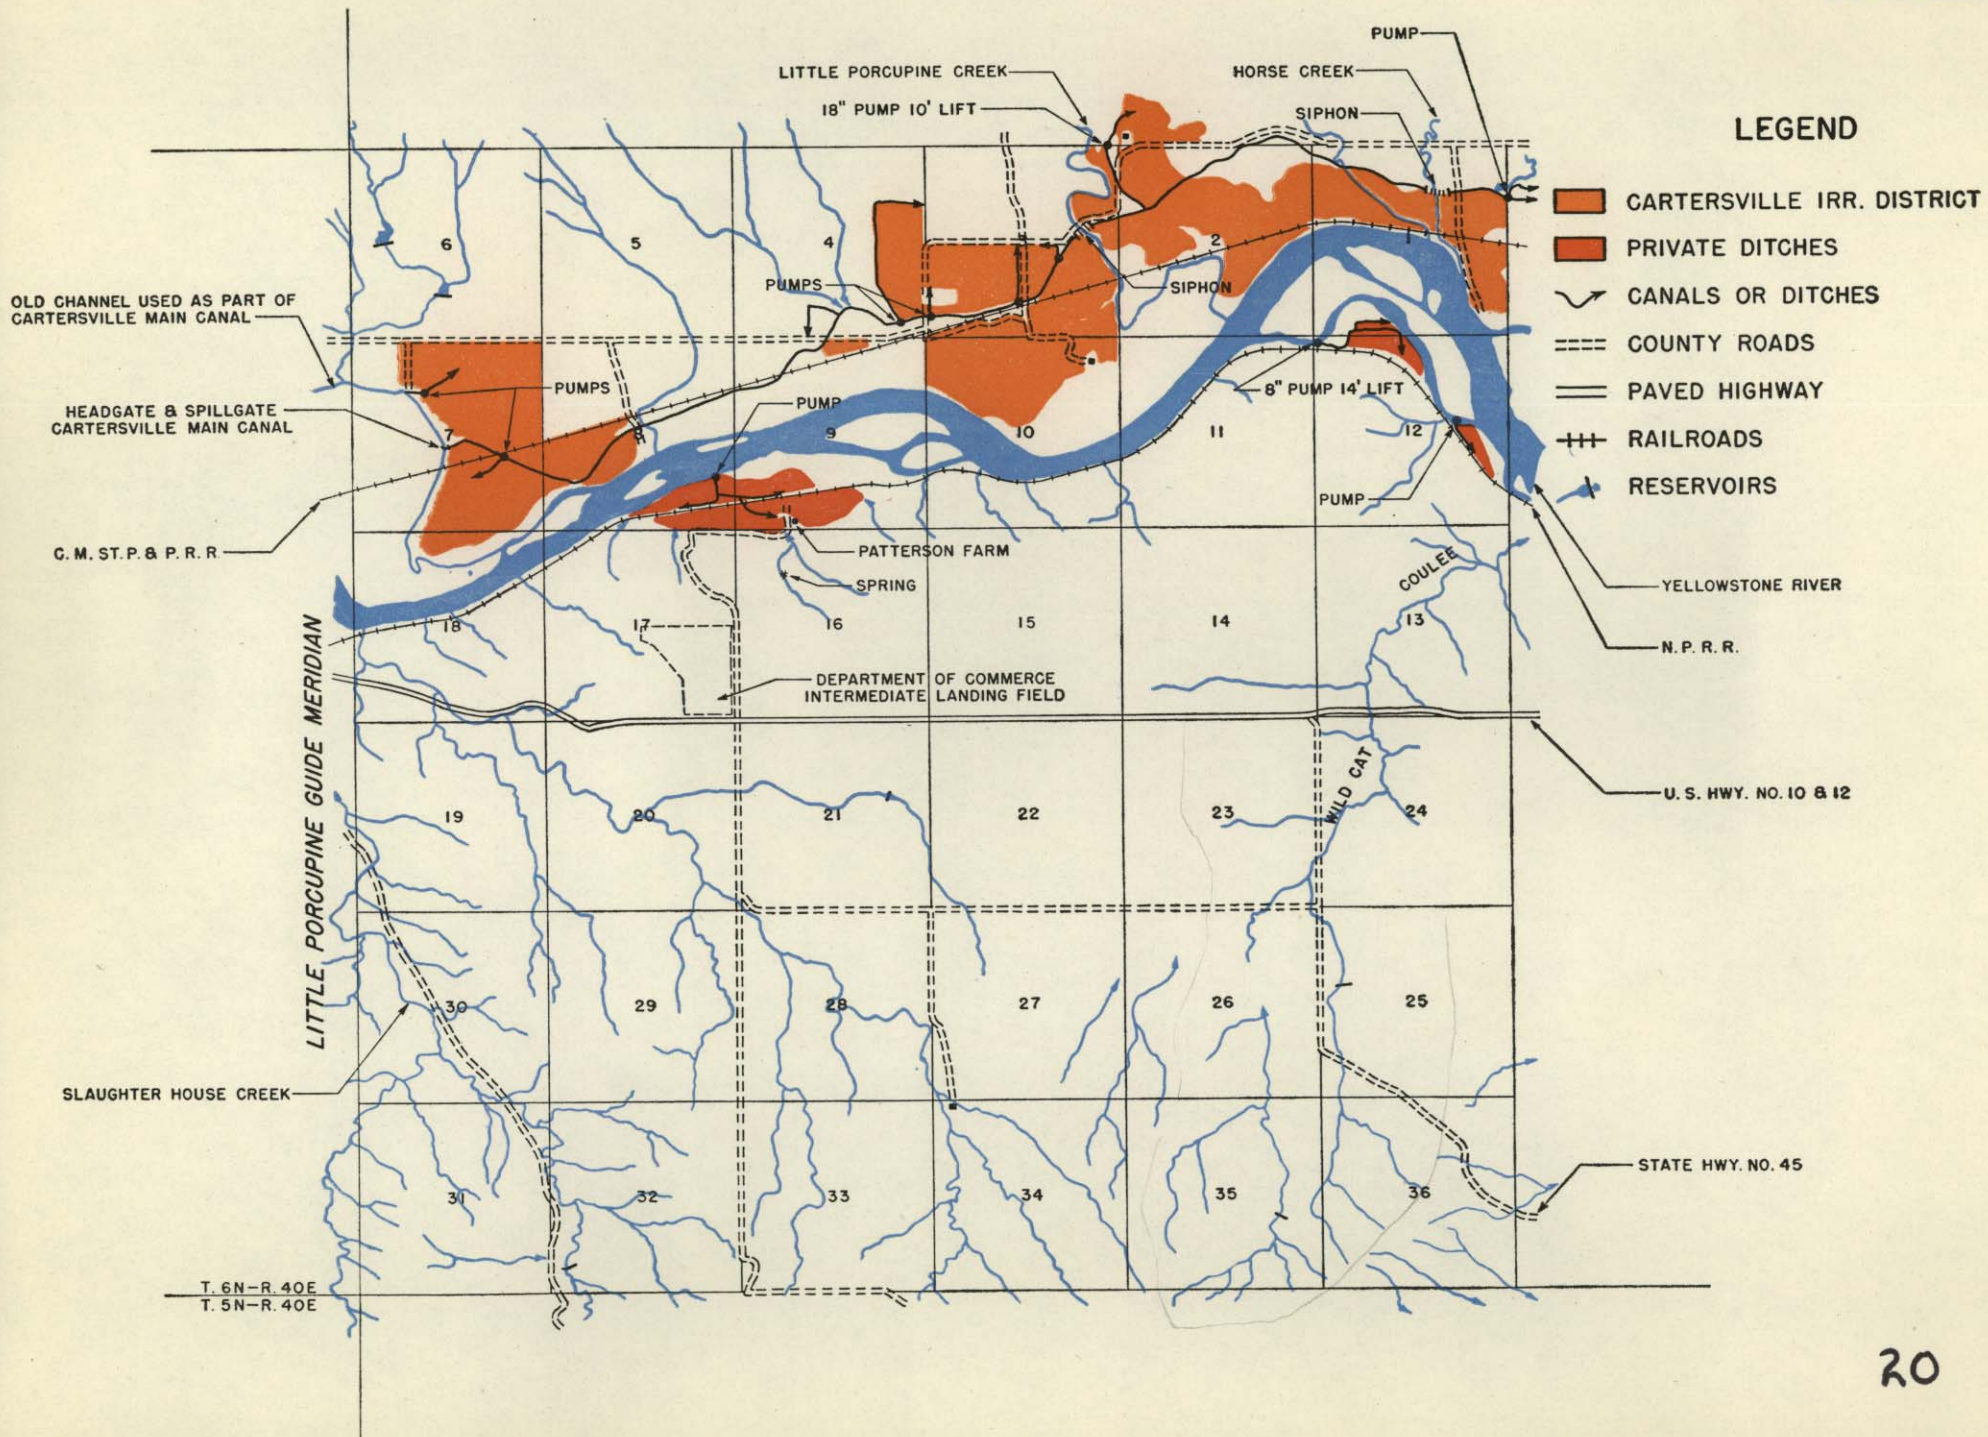 PUMP
LITTLE PORCUPINE CREEK
HORSE CREEK
18" PUMP 10' LIFT
SIPHON
LEGEND
CARTERSVILLE IRR. DISTRICT
PRIVATE DITCHES
CANALS OR DITCHES
COUNTY ROADS
PAVED HIGHWAY
RAILROADS
RESERVOIRS
6
5
4
2
1
PUMPS
SIPHON
OLD CHANNEL USED AS PART OF
CARTERSVILLE MAIN CANAL
PUMPS
8" PUMP 14' LIFT
PUMP
HEADGATE & SPILLGATE
CARTERSVILLE MAIN CANAL
7
8
9
10
11
12
PUMP
C. M. ST. P. & P. R. R.
PATTERSON FARM
SPRING
COULEE
YELLOWSTONE RIVER
18
17
16
15
14
13
N. P. R. R.
DEPARTMENT OF COMMERCE
INTERMEDIATE LANDING FIELD
LITTLE PORCUPINE GUIDE MERIDIAN
WILD CAT
U. S. HWY. NO. 10 & 12
19
20
21
22
23
24
30
29
28
27
26
25
SLAUGHTER HOUSE CREEK
STATE HWY. NO. 45
31
32
33
34
35
36
T. 6N-R. 40E
T. 5N-R. 40E
20